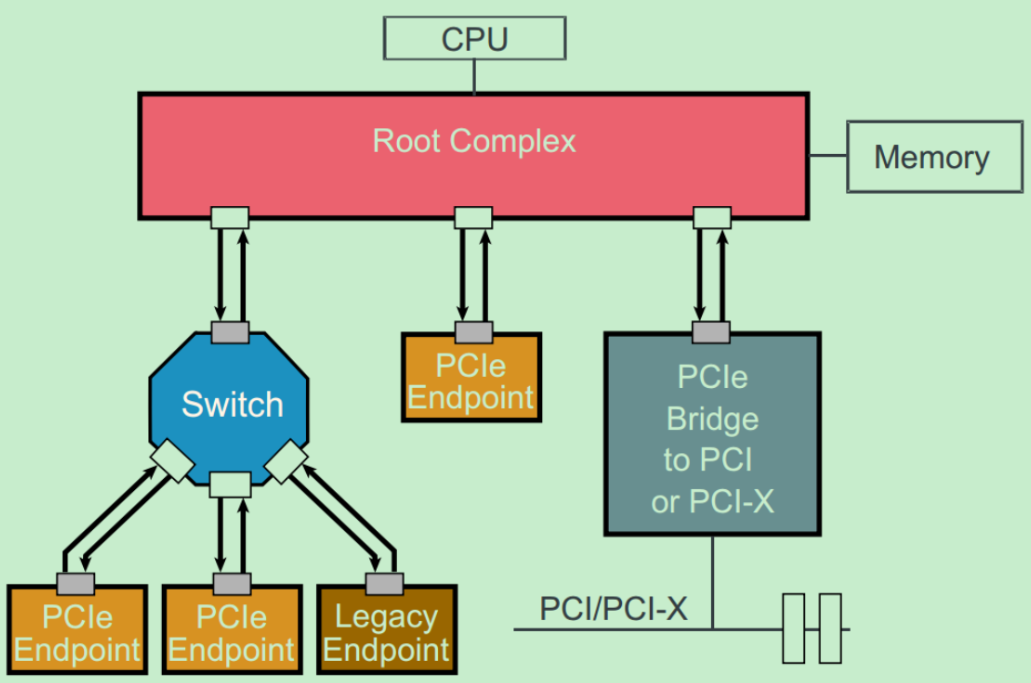 CPU
Root Complex
Memory
Switch
PCIe
Endpoint
PCIe
Bridge
to PCI
or PCI-X
PCIe
Endpoint
PCIe
Endpoint
Legacy
Endpoint
PCI/PCI-X